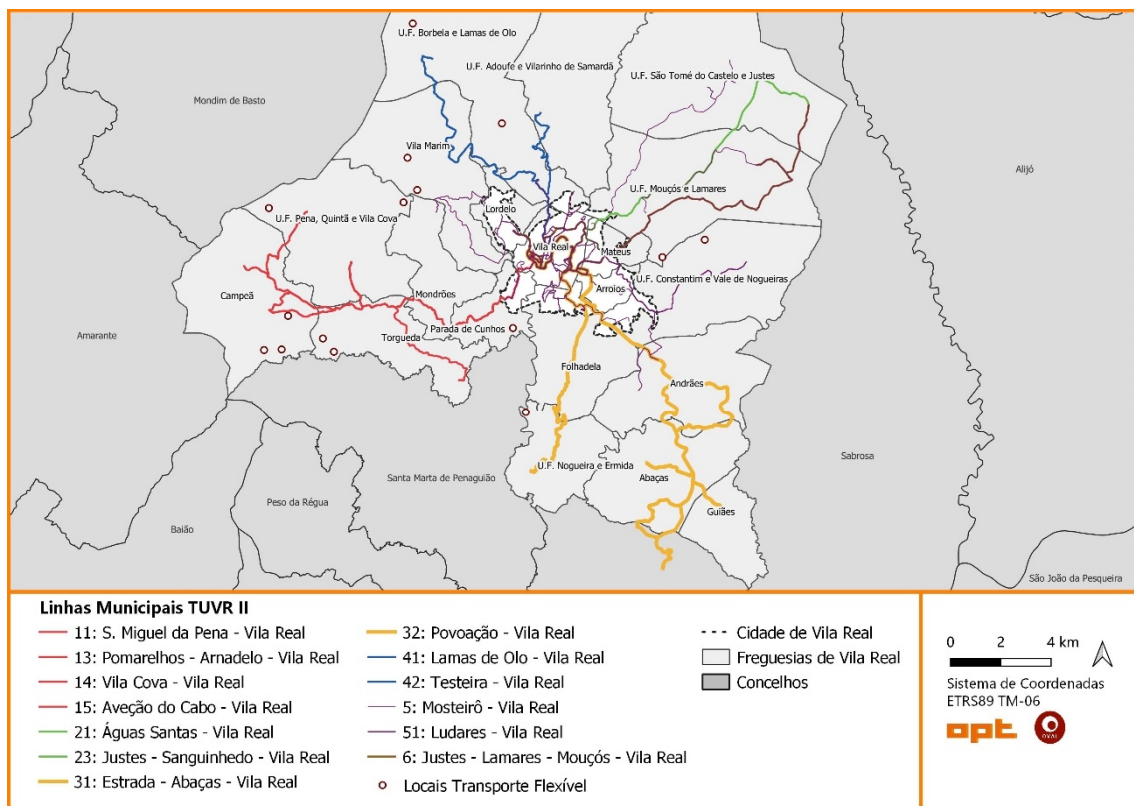 U.F. Borbela e Lamas de Olo
U.F. Adoufe e Vilarinho de Samardã
U.F. São Tomé do Castelo e Justes
Mondim de Basto
Vila Marim
Alijó
U.F. Mouçós e Lamares
Lordelo
U.F. Pena, Quintã e Vila Cova
Vila Real
Mateus
U.F. Constantim e Vale de Nogueiras
Campeã
Mondrões
Arroios
Parada de Cunhos
Amarante
Torgueda
Folhadela
Andrães
Sabrosa
U.F. Nogueira e Ermida
Santa Marta de Penaguião
Abaças
Peso da Régua
Guiães
Baião
São João da Pesqueira
Linhas Municipais TUVR II
11: S. Miguel da Pena - Vila Real
13: Pomarelhos - Arnadelo - Vila Real
14: Vila Cova - Vila Real
15: Aveção do Cabo - Vila Real
21: Águas Santas - Vila Real
23: Justes - Sanguinhedo - Vila Real
31: Estrada - Abaças - Vila Real
32: Povoação - Vila Real
41: Lamas de Olo - Vila Real
42: Testeira - Vila Real
5: Mosteirô - Vila Real
51: Ludares - Vila Real
6: Justes - Lamares - Mouçós - Vila Real
Locais Transporte Flexível
Cidade de Vila Real
Freguesias de Vila Real
Concelhos
0 2 4 km
Sistema de Coordenadas
ETRS89 TM-06
opt
OVAL